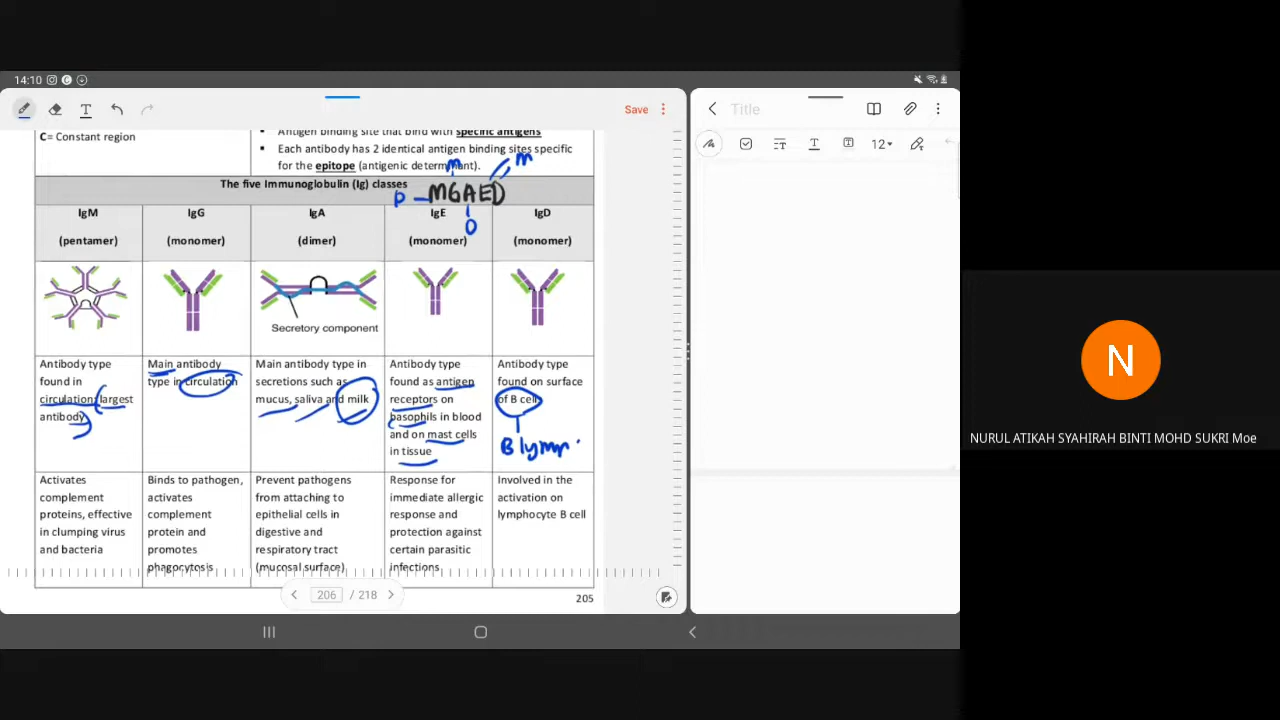 14:10
Save
Title
12
C= Constant region
Antigen binding site that bind with specific antigens
Each antibody has 2 identical antigen binding sites specific
for the epitope (antigenic determinant).
m
m
The five Immunoglobulin (Ig) classes
P - MGAED
D
IgM
(pentamer)
IgG
(monomer)
IgA
(dimer)
IgE
(monomer)
IgD
(monomer)
Secretory component
Antibody type
found in
circulation (largest
antibody)
Main antibody
type in circulation
Main antibody type in
secretions such as
mucus, saliva and milk
Antibody type
found as antigen
receptors on
basophils in blood
and on mast cells
in tissue
Antibody type
found on surface
of B cells
B lymp
Activates
complement
proteins, effective
in clumping virus
and bacteria
Binds to pathogen,
activates
complement
protein and
promotes
phagocytosis
Prevent pathogens
from attaching to
epithelial cells in
digestive and
respiratory tract
(mucosal surface)
Response for
immediate allergic
response and
protection against
certain parasitic
infections
Involved in the
activation on
lymphocyte B cell
206 / 218
205
N
NURUL ATIKAH SYAHIRAH BINTI MOHD SUKRI Moe